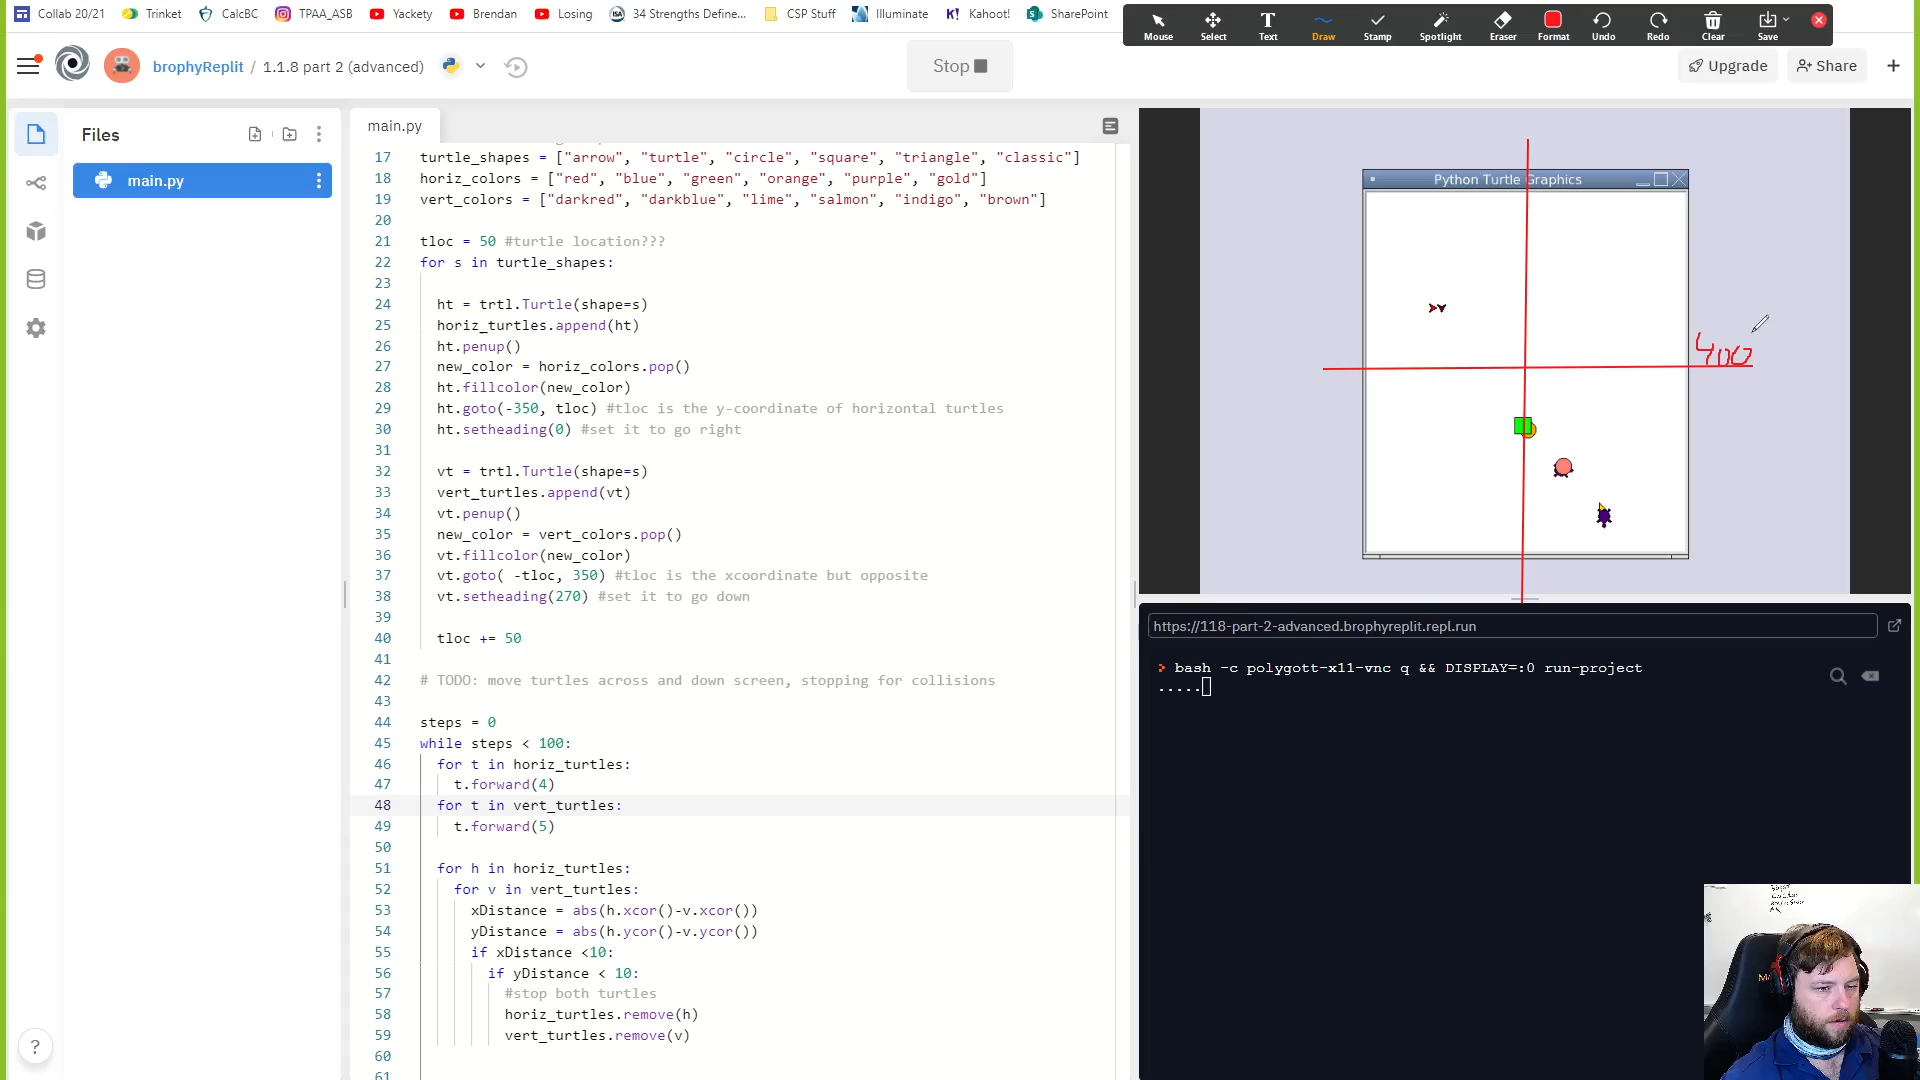 Collab 20/21 Trinket CalcBC TPAA_ASB Yackety Brendan Losing 34 Strengths Define... CSP Stuff Illuminate Kahoot! SharePoint
Mouse Select Text Draw Stamp Spotlight Eraser Format Undo Redo Clear Save
brophyReplit / 1.1.8 part 2 (advanced)
Stop
Upgrade Share
Files
main.py
main.py
17 turtle_shapes = ["arrow", "turtle", "circle", "square", "triangle", "classic"]
18 horiz_colors = ["red", "blue", "green", "orange", "purple", "gold"]
19 vert_colors = ["darkred", "darkblue", "lime", "salmon", "indigo", "brown"]
20
21 tloc = 50 #turtle location???
22 for s in turtle_shapes:
23
24 ht = trtl.Turtle(shape=s)
25 horiz_turtles.append(ht)
26 ht.penup()
27 new_color = horiz_colors.pop()
28 ht.fillcolor(new_color)
29 ht.goto(-350, tloc) #tloc is the y-coordinate of horizontal turtles
30 ht.setheading(0) #set it to go right
31
32 vt = trtl.Turtle(shape=s)
33 vert_turtles.append(vt)
34 vt.penup()
35 new_color = vert_colors.pop()
36 vt.fillcolor(new_color)
37 vt.goto( -tloc, 350) #tloc is the xcoordinate but opposite
38 vt.setheading(270) #set it to go down
39
40 tloc += 50
41
42 # TODO: move turtles across and down screen, stopping for collisions
43
44 steps = 0
45 while steps < 100:
46 for t in horiz_turtles:
47 t.forward(4)
48 for t in vert_turtles:
49 t.forward(5)
50
51 for h in horiz_turtles:
52 for v in vert_turtles:
53 xDistance = abs(h.xcor()-v.xcor())
54 yDistance = abs(h.ycor()-v.ycor())
55 if xDistance <10:
56 if yDistance < 10:
57 #stop both turtles
58 horiz_turtles.remove(h)
59 vert_turtles.remove(v)
60
61
Python Turtle Graphics
400
https://118-part-2-advanced.brophyreplit.repl.run
> bash -c polygott-x11-vnc q && DISPLAY=:0 run-project
.....
?